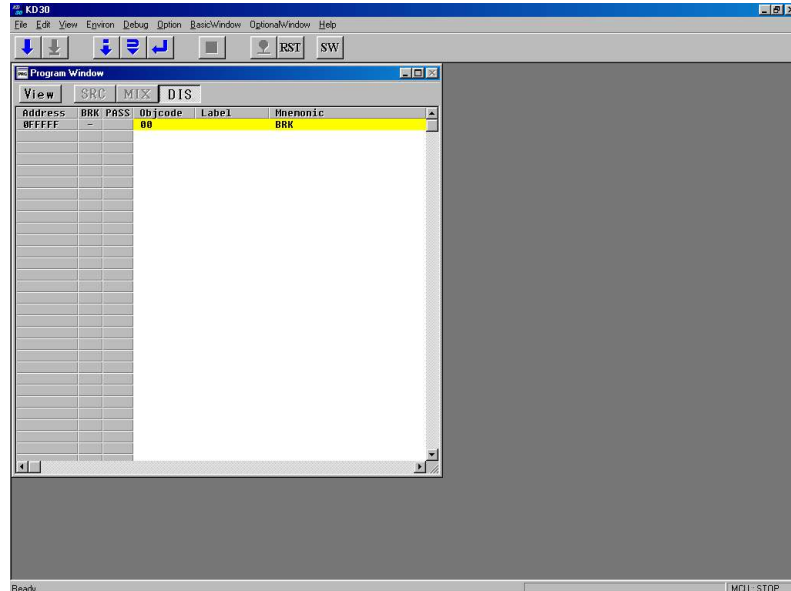 KD30
File Edit View Environ Debug Option BasicWindow OptionalWindow Help
RST SW
Program Window
View SRC MIX DIS
Address BRK PASS Objcode Label Mnemonic
0FFFFF - 00 BRK
Ready MCU: STOP